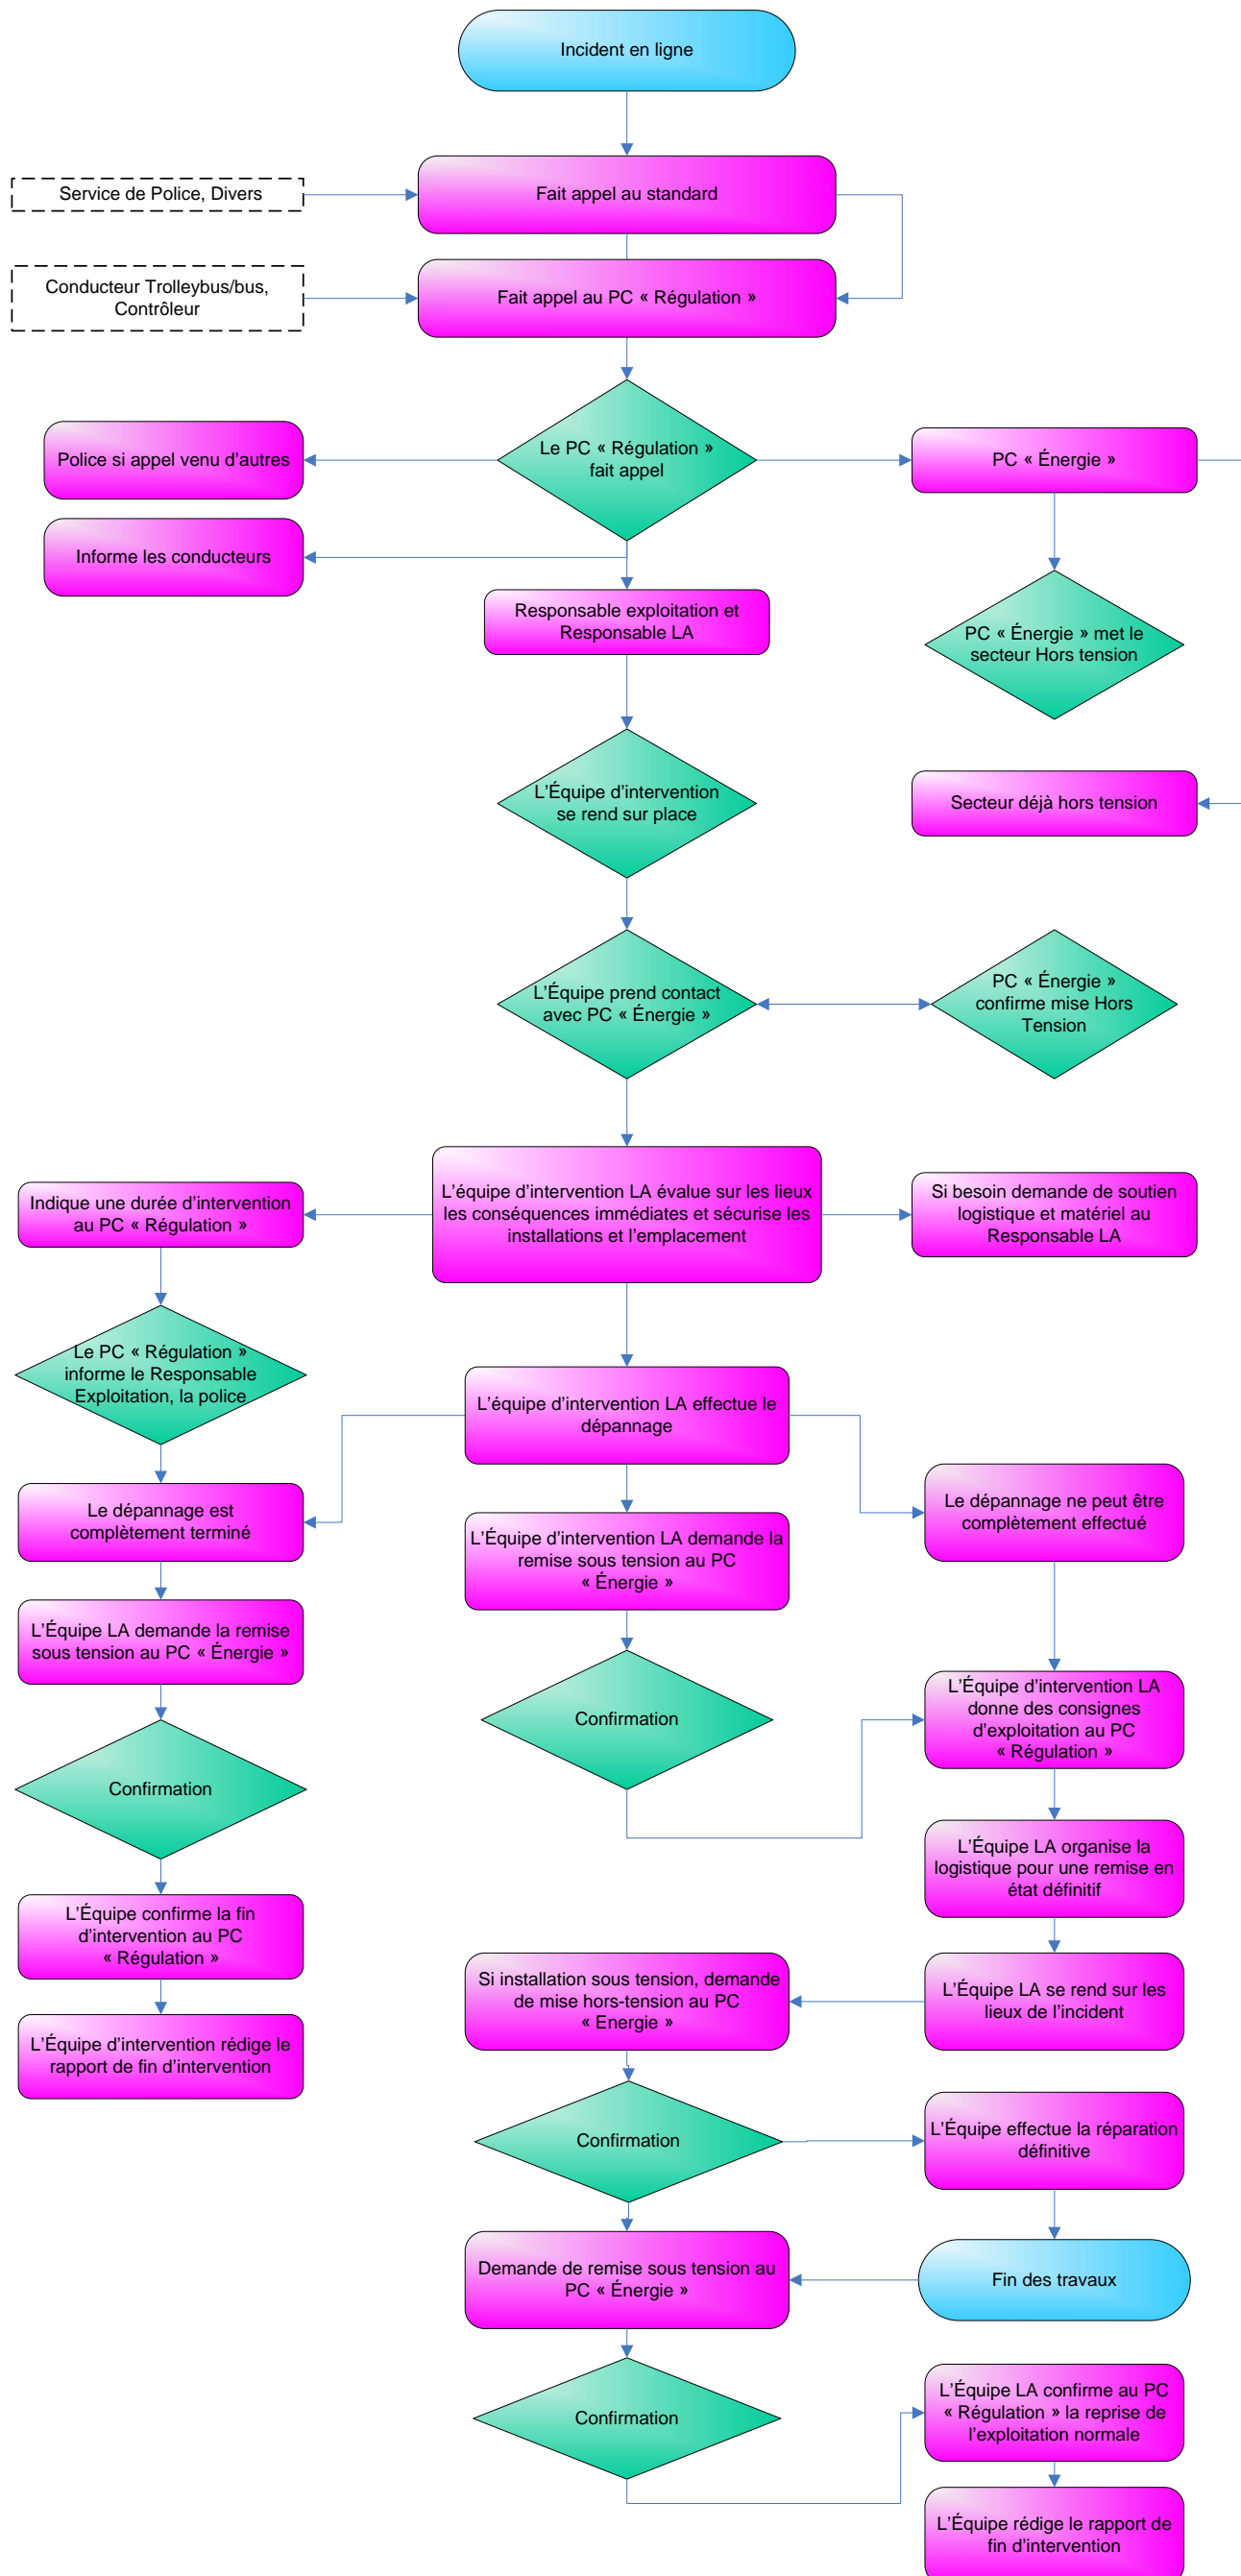 Incident en ligne
Service de Police, Divers
Fait appel au standard
Conducteur Trolleybus/bus,
Contrôleur
Fait appel au PC « Régulation »
Police si appel venu d’autres
Le PC « Régulation »
fait appel
PC « Énergie »
Informe les conducteurs
Responsable exploitation et
Responsable LA
PC « Énergie » met le
secteur Hors tension
L’Équipe d’intervention
se rend sur place
Secteur déjà hors tension
L’Équipe prend contact
avec PC « Énergie »
PC « Énergie »
confirme mise Hors
Tension
Indique une durée d’intervention
au PC « Régulation »
L’équipe d’intervention LA évalue sur les lieux
les conséquences immédiates et sécurise les
installations et l’emplacement
Si besoin demande de soutien
logistique et matériel au
Responsable LA
Le PC « Régulation »
informe le Responsable
Exploitation, la police
L’équipe d’intervention LA effectue le
dépannage
Le dépannage est
complètement terminé
L’Équipe d’intervention LA demande la
remise sous tension au PC
« Énergie »
Le dépannage ne peut être
complètement effectué
L’Équipe LA demande la remise
sous tension au PC « Énergie »
Confirmation
L’Équipe d’intervention LA
donne des consignes
d’exploitation au PC
« Régulation »
Confirmation
L’Équipe LA organise la
logistique pour une remise en
état définitif
L’Équipe confirme la fin
d’intervention au PC
« Régulation »
Si installation sous tension, demande
de mise hors-tension au PC
« Energie »
L’Équipe LA se rend sur les
lieux de l’incident
L’Équipe d’intervention rédige le
rapport de fin d’intervention
Confirmation
L’Équipe effectue la réparation
définitive
Demande de remise sous tension au
PC « Énergie »
Fin des travaux
Confirmation
L’Équipe LA confirme au PC
« Régulation » la reprise de
l’exploitation normale
L’Équipe rédige le rapport de
fin d’intervention